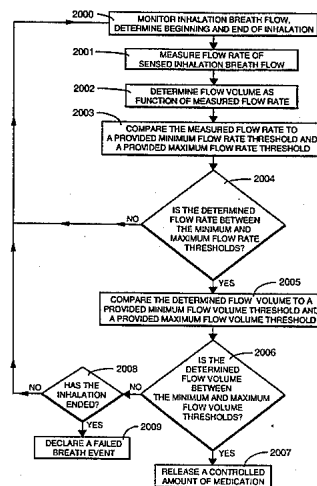 2000
MONITOR INHALATION BREATH FLOW,
DETERMINE BEGINNING AND END OF INHALATION
2001
MEASURE FLOW RATE OF
SENSED INHALATION BREATH FLOW
2002
DETERMINE FLOW VOLUME AS
FUNCTION OF MEASURED FLOW RATE
2003
COMPARE THE MEASURED FLOW RATE TO
A PROVIDED MINIMUM FLOW RATE THRESHOLD AND
A PROVIDED MAXIMUM FLOW RATE THRESHOLD
2004
NO
IS THE DETERMINED
FLOW RATE BETWEEN
THE MINIMUM AND
MAXIMUM FLOW RATE
THRESHOLDS?
YES
2005
COMPARE THE DETERMINED FLOW VOLUME TO A
PROVIDED MINIMUM FLOW VOLUME THRESHOLD AND
A PROVIDED MAXIMUM FLOW VOLUME THRESHOLD
2006
IS THE
DETERMINED
FLOW VOLUME
BETWEEN
THE MINIMUM AND MAXIMUM
FLOW VOLUME
THRESHOLDS?
NO
2008
HAS THE
INHALATION
ENDED?
NO
YES
2009
DECLARE A FAILED
BREATH EVENT
YES
2007
RELEASE A CONTROLLED
AMOUNT OF MEDICATION